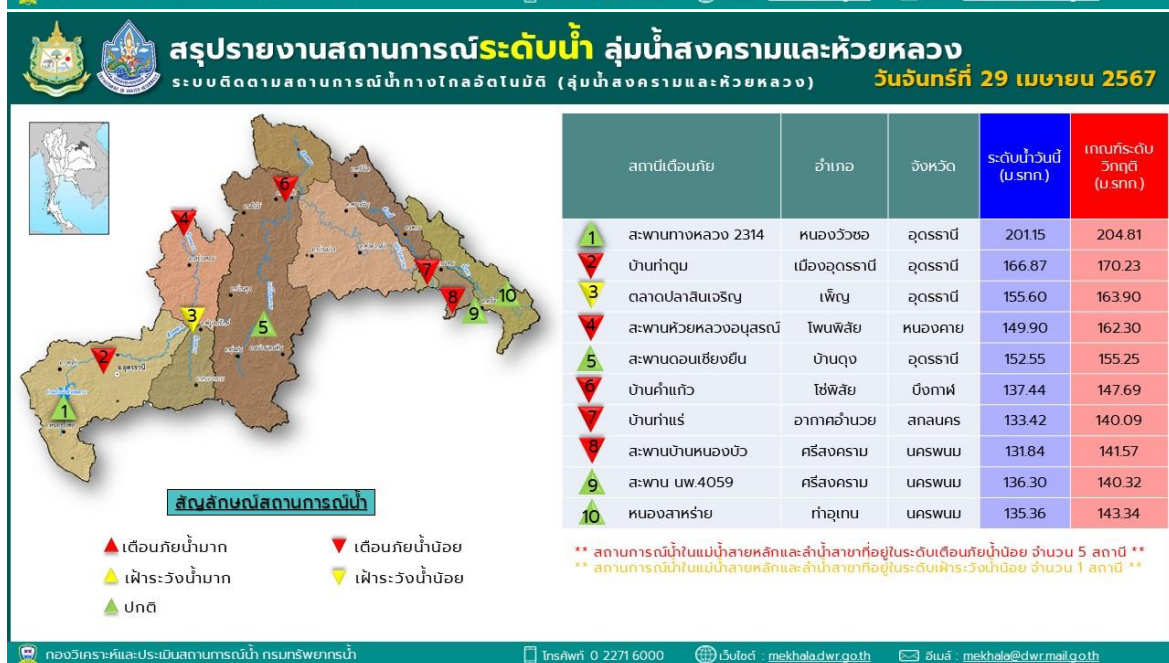 สรุปรายงานสถานการณ์ระดับน้ำ ลุ่มน้ำสงครามและห้วยหลวง
ระบบติดตามสถานการณ์น้ำทางไกลอัตโนมัติ (ลุ่มน้ำสงครามและห้วยหลวง)
วันจันทร์ที่ 29 เมษายน 2567
สถานีเตือนภัย อำเภอ จังหวัด ระดับน้ำวันนี้ (ม.รทก.) เกณฑ์ระดับวิกฤติ (ม.รทก.)
1 สะพานทางหลวง 2314 หนองวัวซอ อุดรธานี 201.15 204.81
2 บ้านท่าตูม เมืองอุดรธานี อุดรธานี 166.87 170.23
3 ตลาดปลาสินเจริญ เพ็ญ อุดรธานี 155.60 163.90
4 สะพานห้วยหลวงอนุสรณ์ โพนพิสัย หนองคาย 149.90 162.30
5 สะพานดอนเชียงยืน บ้านดุง อุดรธานี 152.55 155.25
6 บ้านคำแก้ว โซ่พิสัย บึงกาฬ 137.44 147.69
7 บ้านท่าแร่ อากาศอำนวย สกลนคร 133.42 140.09
8 สะพานบ้านหนองบัว ศรีสงคราม นครพนม 131.84 141.57
9 สะพาน นพ.4059 ศรีสงคราม นครพนม 136.30 140.32
10 หนองสาหร่าย ท่าอุเทน นครพนม 135.36 143.34
4
6
7
8
10
9
3
5
2
1
สัญลักษณ์สถานการณ์น้ำ
เตือนภัยน้ำมาก
เตือนภัยน้ำน้อย
เฝ้าระวังน้ำมาก
เฝ้าระวังน้ำน้อย
ปกติ
** สถานการณ์น้ำในแม่น้ำสายหลักและลำน้ำสาขาที่อยู่ในระดับเตือนภัยน้ำน้อย จำนวน 5 สถานี **
** สถานการณ์น้ำในแม่น้ำสายหลักและลำน้ำสาขาที่อยู่ในระดับเฝ้าระวังน้ำน้อย จำนวน 1 สถานี **
กองวิเคราะห์และประเมินสถานการณ์น้ำ กรมทรัพยากรน้ำ
โทรศัพท์ 0 2271 6000
เว็บไซต์ : mekhala.dwr.go.th
อีเมล์ : mekhala@dwr.mail.go.th